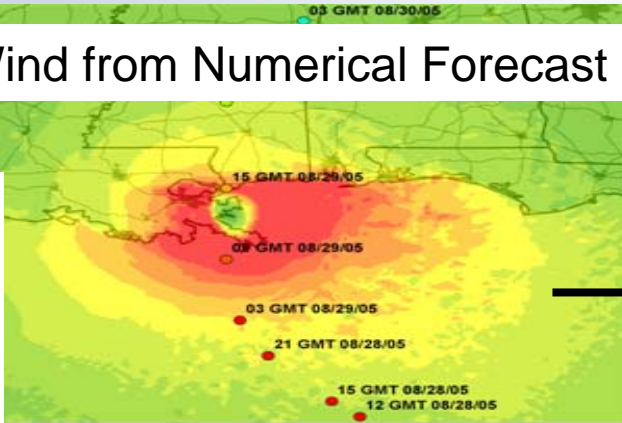 03 GMT 08/30/05
Wind from Numerical Forecast
15 GMT 08/29/05
09 GMT 08/29/05
03 GMT 08/29/05
21 GMT 08/28/05
15 GMT 08/28/05
12 GMT 08/28/05